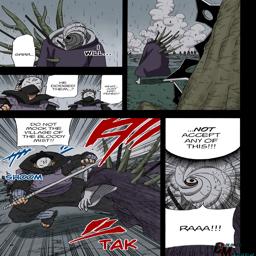 GRRR...
WILL...
HE
DODGED
THEM..?
DO NOT
MOCK THE
VILLAGE OF
THE BLOODY
MIST!!
SHOOM
TAK
...NOT
ACCEPT
ANY OF
THIS!!!
RAAA!!!